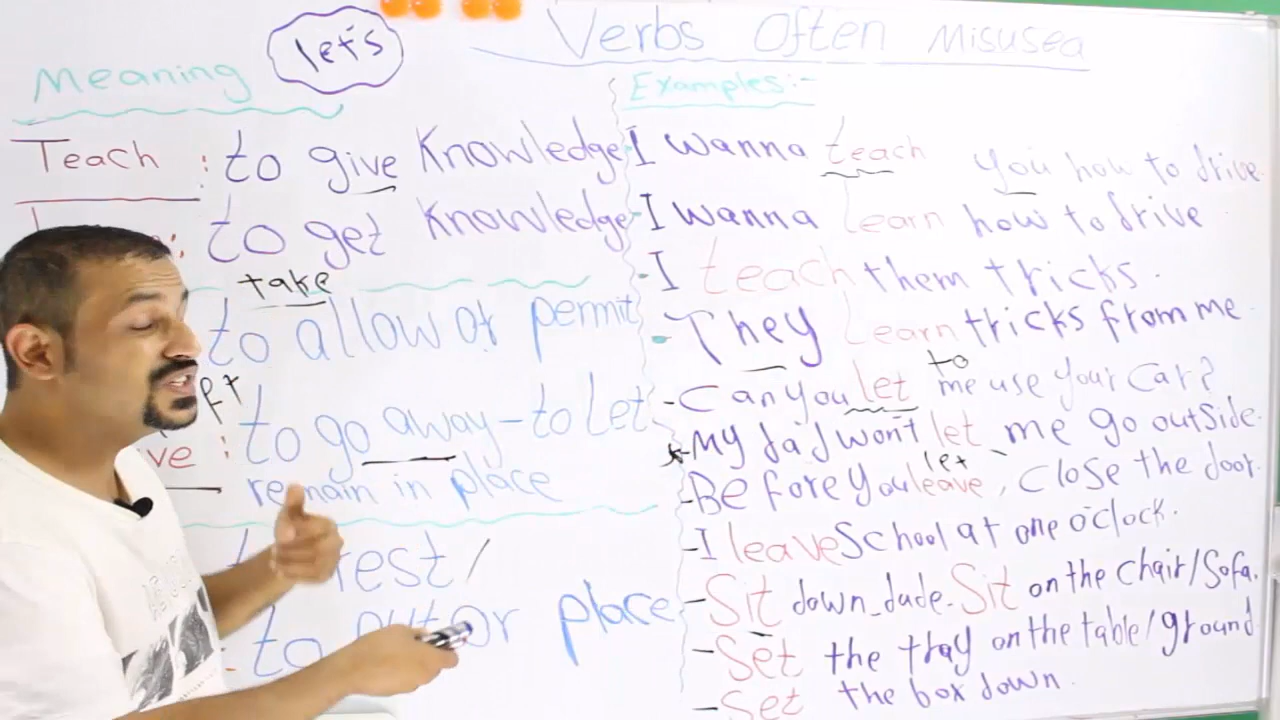 let's
Verbs Often Misused
Meaning
Examples:-
Teach : to give Knowledge
: to get Knowledge
take
to allow or permit
ft
ve : to go away - to Let
remain in place
rest/
to put or place
I wanna teach you how to drive
-I wanna learn how to drive
-I teach them tricks.
- They Learn tricks from me
to
- Can you let me use your Car?
- My dad won't let me go outside.
let
- Before you leave, Close the door.
-I leave School at one o'clock.
- Sit down dude. Sit on the chair/Sofa.
- Set the tray on the table/ground.
- Set the box down.